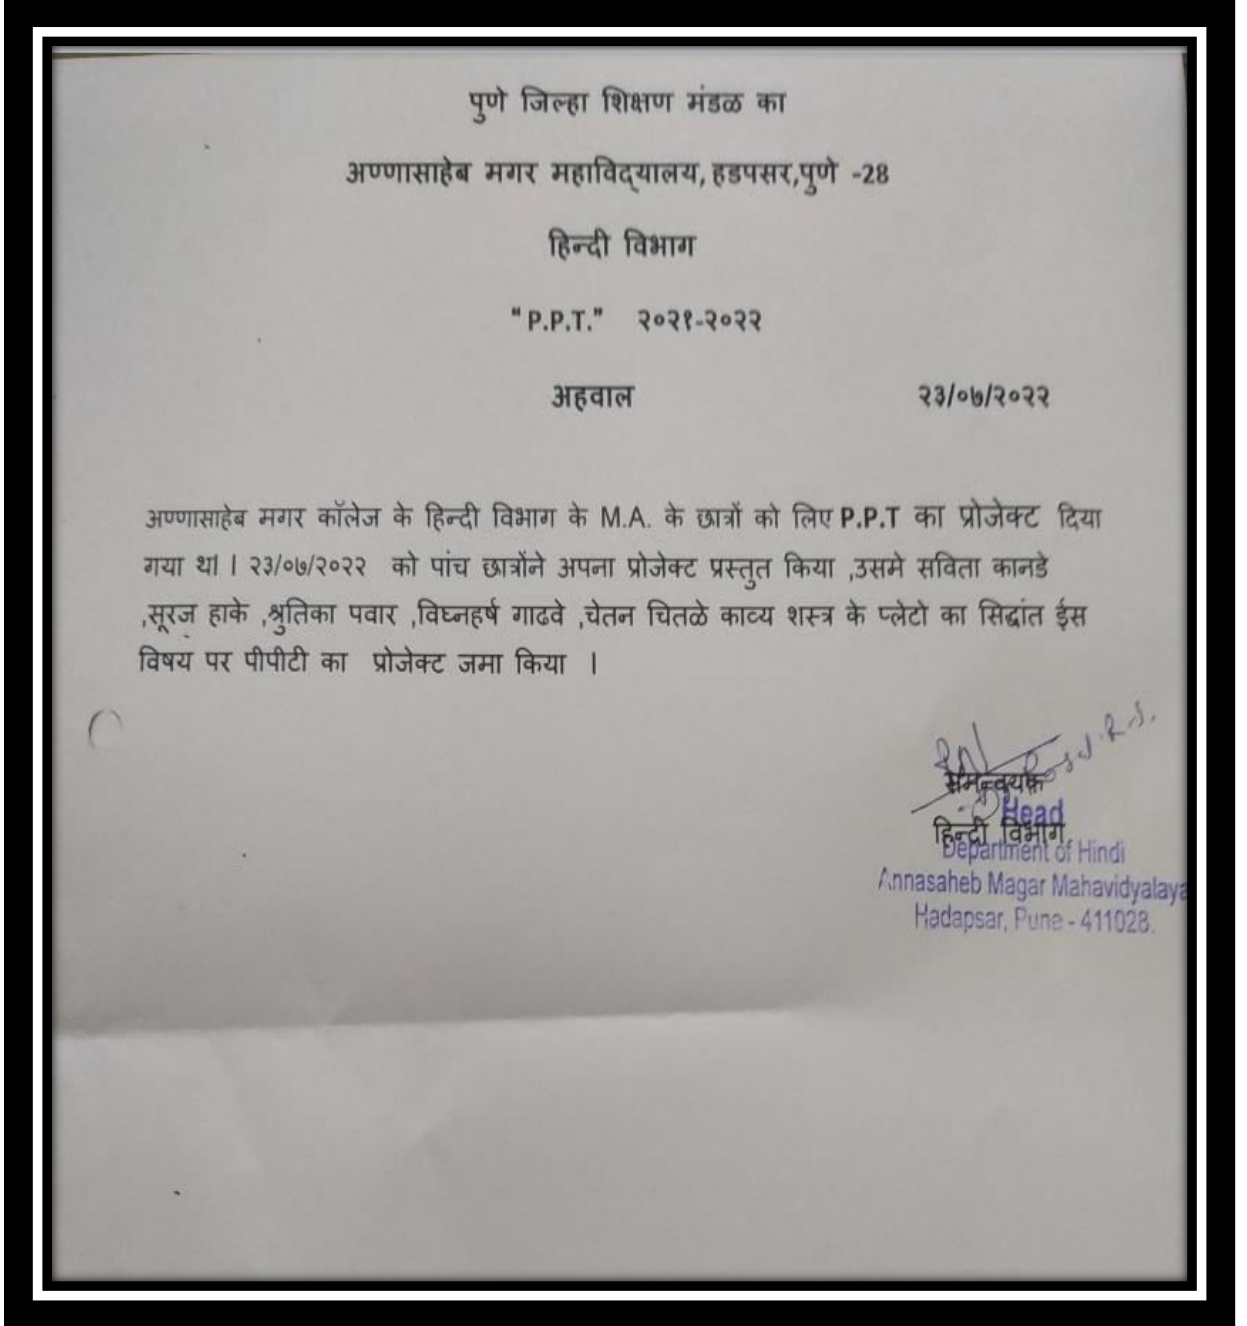 पुणे जिल्हा शिक्षण मंडळ का
अण्णासाहेब मगर महाविद्यालय, हडपसर,पुणे -28
हिन्दी विभाग
"P.P.T." २०२१-२०२२
अहवाल २३/०७/२०२२
अण्णासाहेब मगर कॉलेज के हिन्दी विभाग के M.A. के छात्रों को लिए P.P.T का प्रोजेक्ट दिया
गया था । २३/०७/२०२२ को पांच छात्रोंने अपना प्रोजेक्ट प्रस्तुत किया ,उसमे सविता कानडे
,सूरज हाके ,श्रुतिका पवार ,विघ्नहर्ष गाढवे ,चेतन चितळे काव्य शस्त्र के प्लेटो का सिद्धांत ईस
विषय पर पीपीटी का प्रोजेक्ट जमा किया ।
R.S.
समन्वयक
Head
हिन्दी विभाग
Department of Hindi
Annasaheb Magar Mahavidyalaya
Hadapsar, Pune - 411028.